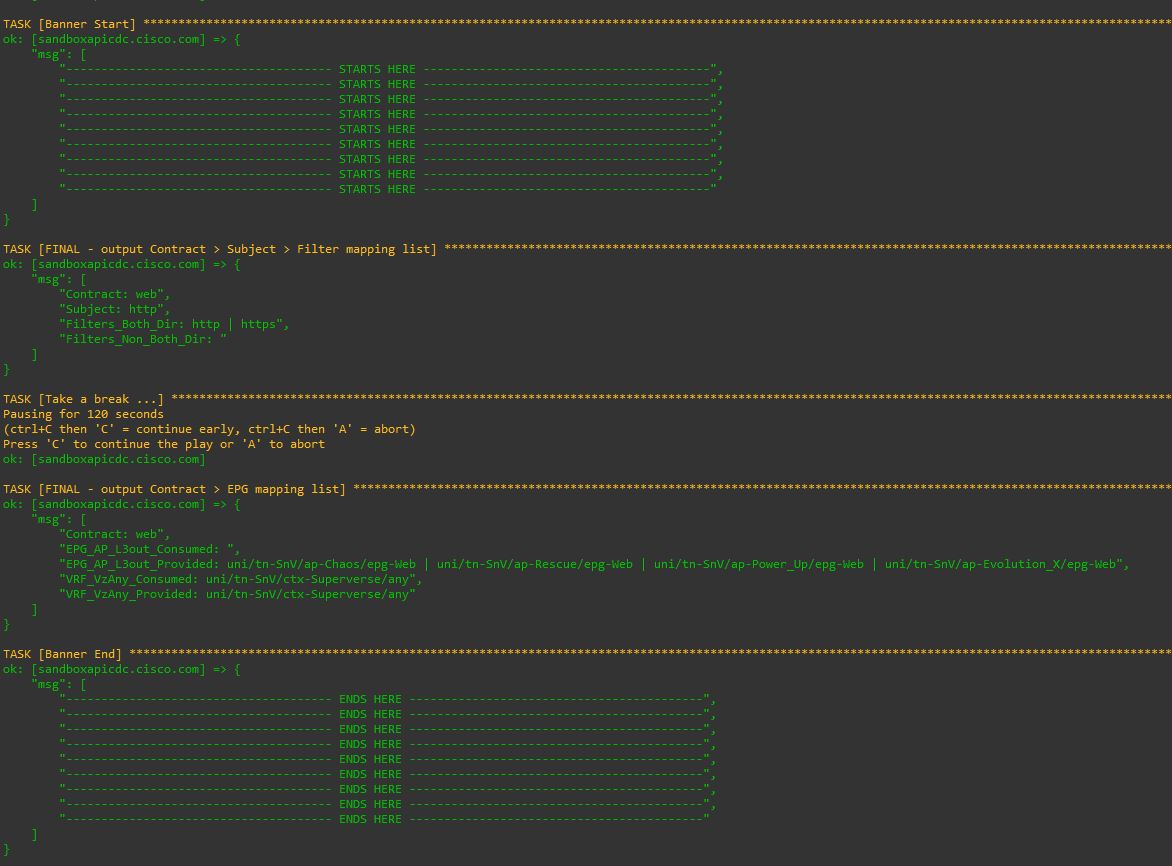 TASK [Banner Start] ****************************************************************************************************************************************************
ok: [sandboxapicdc.cisco.com] => {
    "msg": [
        "-------------------------------------- STARTS HERE -----------------------------------------",
        "-------------------------------------- STARTS HERE -----------------------------------------",
        "-------------------------------------- STARTS HERE -----------------------------------------",
        "-------------------------------------- STARTS HERE -----------------------------------------",
        "-------------------------------------- STARTS HERE -----------------------------------------",
        "-------------------------------------- STARTS HERE -----------------------------------------",
        "-------------------------------------- STARTS HERE -----------------------------------------",
        "-------------------------------------- STARTS HERE -----------------------------------------",
        "-------------------------------------- STARTS HERE -----------------------------------------"
    ]
}
TASK [FINAL - output Contract > Subject > Filter mapping list] ********************************************************************************************************
ok: [sandboxapicdc.cisco.com] => {
    "msg": [
        "Contract: web",
        "Subject: http",
        "Filters_Both_Dir: http | https",
        "Filters_Non_Both_Dir: "
    ]
}
TASK [Take a break ...] ***********************************************************************************************************************************************
Pausing for 120 seconds
(ctrl+C then 'C' = continue early, ctrl+C then 'A' = abort)
Press 'C' to continue the play or 'A' to abort
ok: [sandboxapicdc.cisco.com]
TASK [FINAL - output Contract > EPG mapping list] *********************************************************************************************************************
ok: [sandboxapicdc.cisco.com] => {
    "msg": [
        "Contract: web",
        "EPG_AP_L3out_Consumed: ",
        "EPG_AP_L3out_Provided: uni/tn-SnV/ap-Chaos/epg-Web | uni/tn-SnV/ap-Rescue/epg-Web | uni/tn-SnV/ap-Power_Up/epg-Web | uni/tn-SnV/ap-Evolution_X/epg-Web",
        "VRF_VzAny_Consumed: uni/tn-SnV/ctx-Superverse/any",
        "VRF_VzAny_Provided: uni/tn-SnV/ctx-Superverse/any"
    ]
}
TASK [Banner End] *****************************************************************************************************************************************************
ok: [sandboxapicdc.cisco.com] => {
    "msg": [
        "-------------------------------------- ENDS HERE ------------------------------------------",
        "-------------------------------------- ENDS HERE ------------------------------------------",
        "-------------------------------------- ENDS HERE ------------------------------------------",
        "-------------------------------------- ENDS HERE ------------------------------------------",
        "-------------------------------------- ENDS HERE ------------------------------------------",
        "-------------------------------------- ENDS HERE ------------------------------------------",
        "-------------------------------------- ENDS HERE ------------------------------------------",
        "-------------------------------------- ENDS HERE ------------------------------------------",
        "-------------------------------------- ENDS HERE ------------------------------------------"
    ]
}